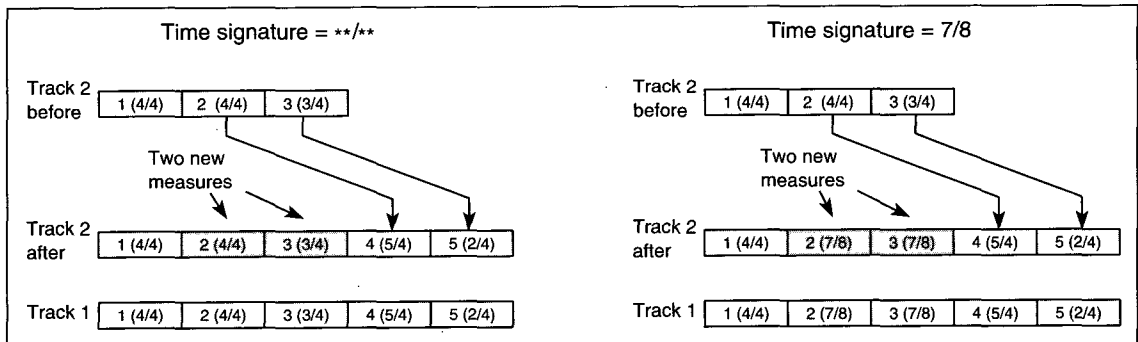 Time signature = **/**
Track 2 before
1 (4/4) 2 (4/4) 3 (3/4)
Two new measures
Track 2 after
1 (4/4) 2 (4/4) 3 (3/4) 4 (5/4) 5 (2/4)
Track 1 1 (4/4) 2 (4/4) 3 (3/4) 4 (5/4) 5 (2/4)
Time signature = 7/8
Track 2 before
1 (4/4) 2 (4/4) 3 (3/4)
Two new measures
Track 2 after
1 (4/4) 2 (7/8) 3 (7/8) 4 (5/4) 5 (2/4)
Track 1 1 (4/4) 2 (7/8) 3 (7/8) 4 (5/4) 5 (2/4)